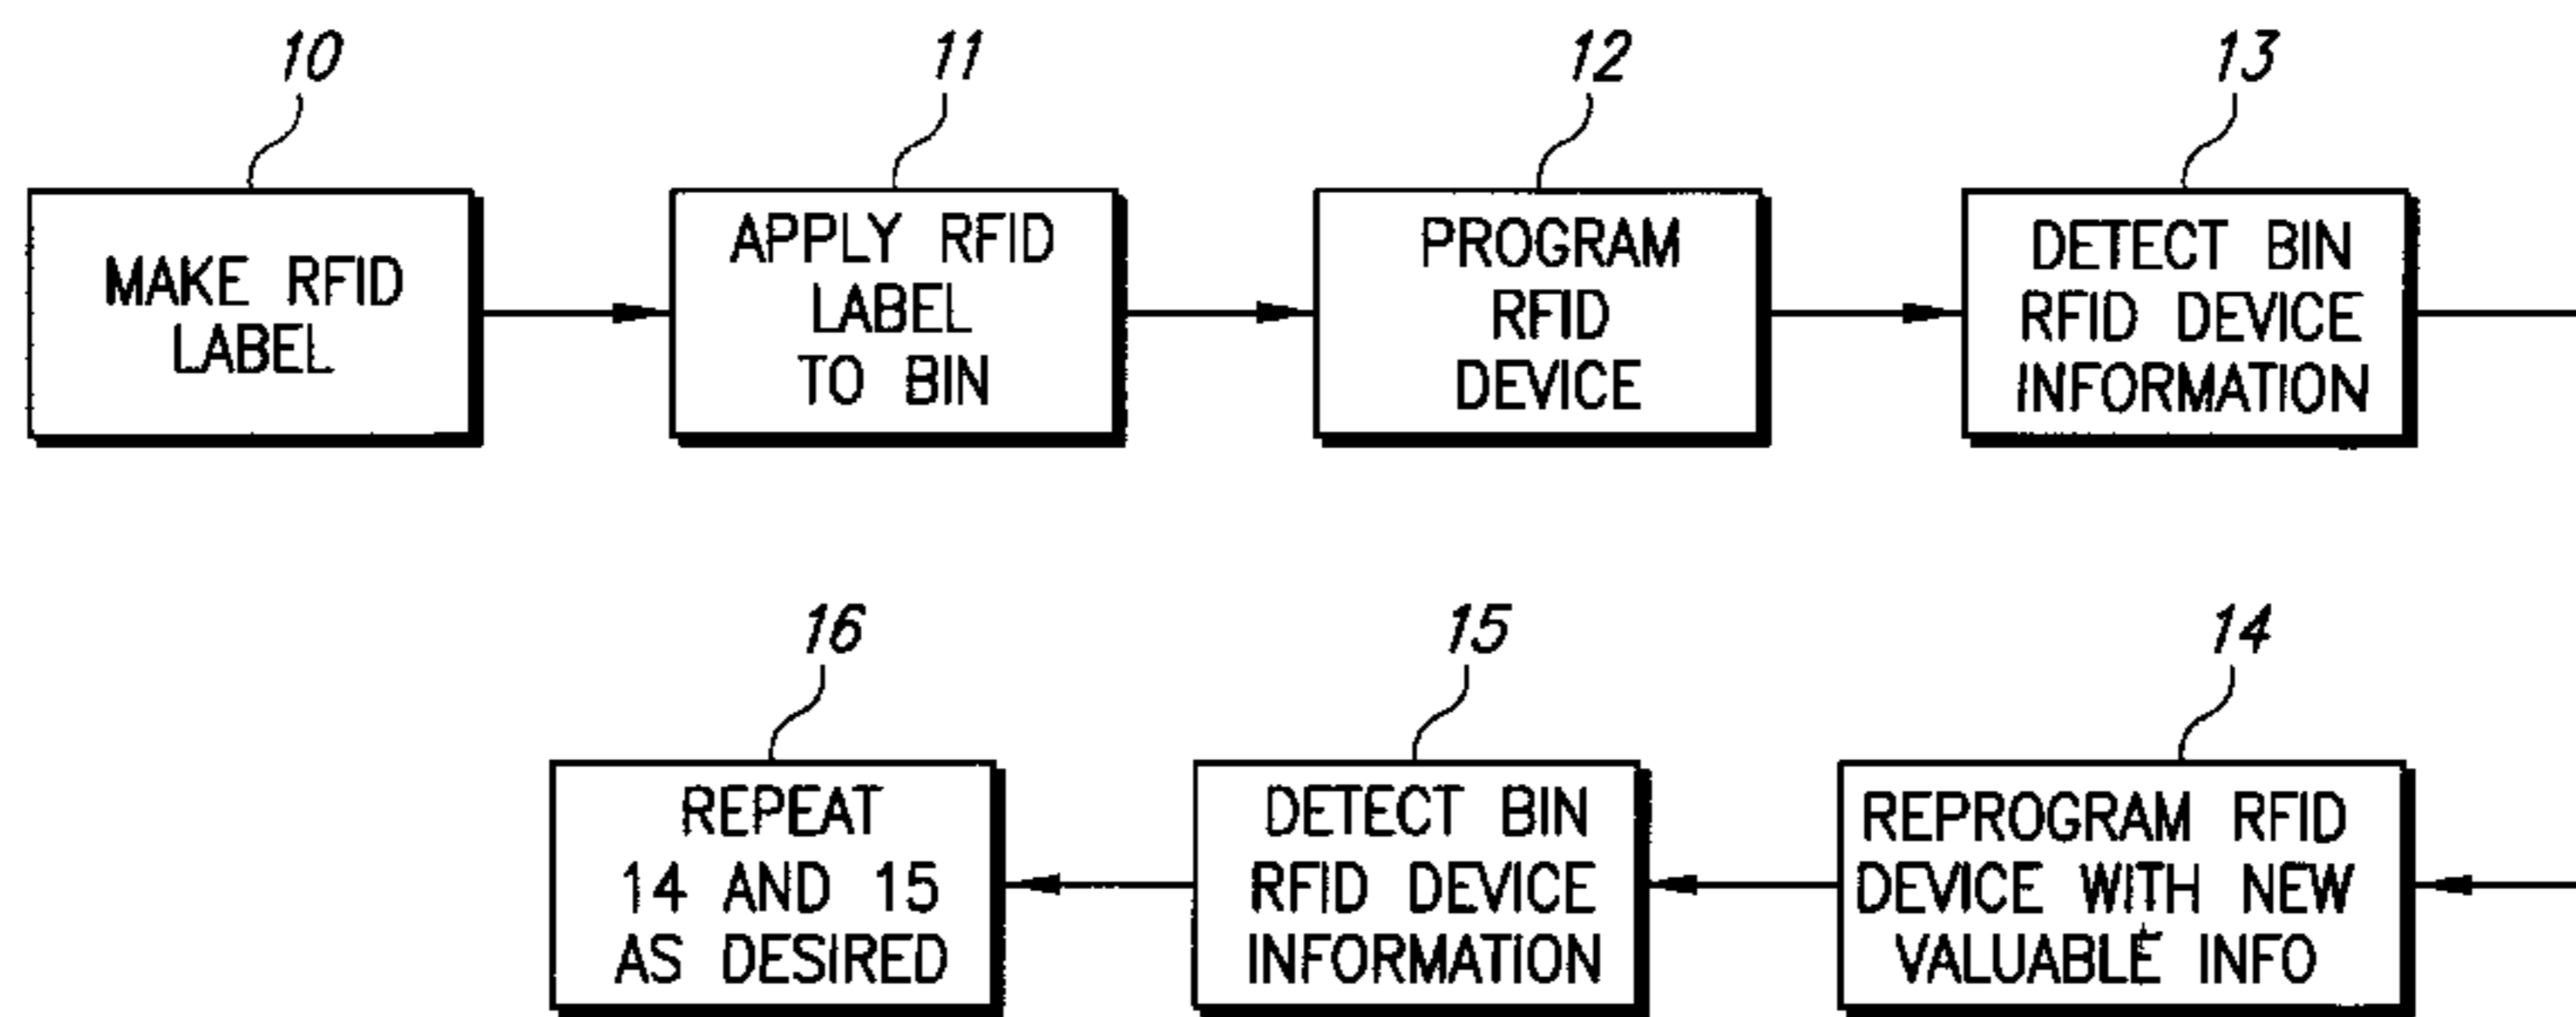 10
MAKE RFID
LABEL
11
APPLY RFID
LABEL
TO BIN
12
PROGRAM
RFID
DEVICE
13
DETECT BIN
RFID DEVICE
INFORMATION
14
REPROGRAM RFID
DEVICE WITH NEW
VALUABLE INFO
15
DETECT BIN
RFID DEVICE
INFORMATION
16
REPEAT
14 AND 15
AS DESIRED